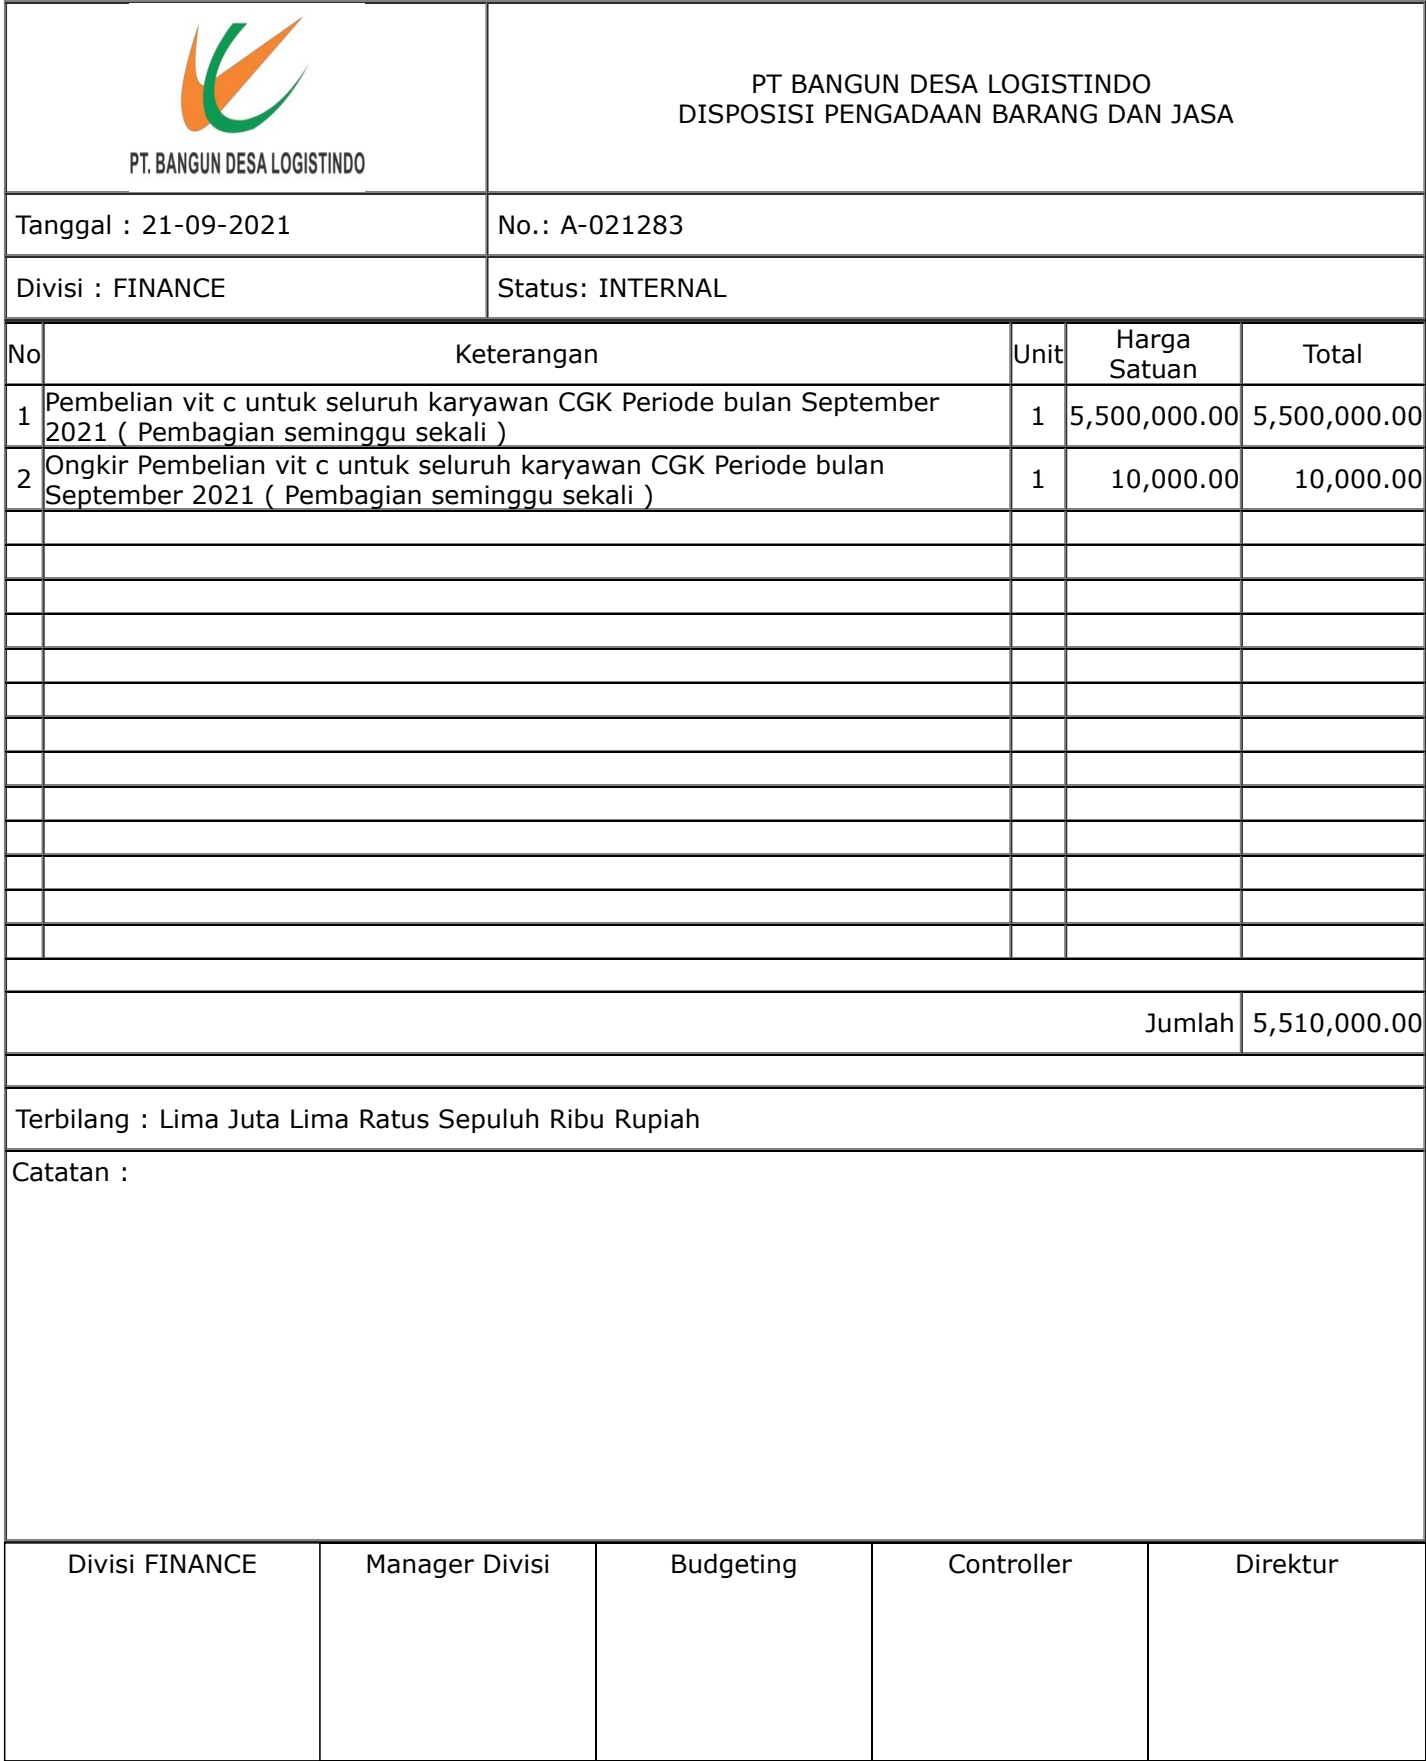 PT. BANGUN DESA LOGISTINDO
PT BANGUN DESA LOGISTINDO
DISPOSISI PENGADAAN BARANG DAN JASA
Tanggal : 21-09-2021 No.: A-021283
Divisi : FINANCE Status: INTERNAL
No Keterangan Unit Harga Satuan Total
1 Pembelian vit c untuk seluruh karyawan CGK Periode bulan September
2021 ( Pembagian seminggu sekali ) 1 5,500,000.00 5,500,000.00
2 Ongkir Pembelian vit c untuk seluruh karyawan CGK Periode bulan
September 2021 ( Pembagian seminggu sekali ) 1 10,000.00 10,000.00
Jumlah 5,510,000.00
Terbilang : Lima Juta Lima Ratus Sepuluh Ribu Rupiah
Catatan :
Divisi FINANCE Manager Divisi Budgeting Controller Direktur